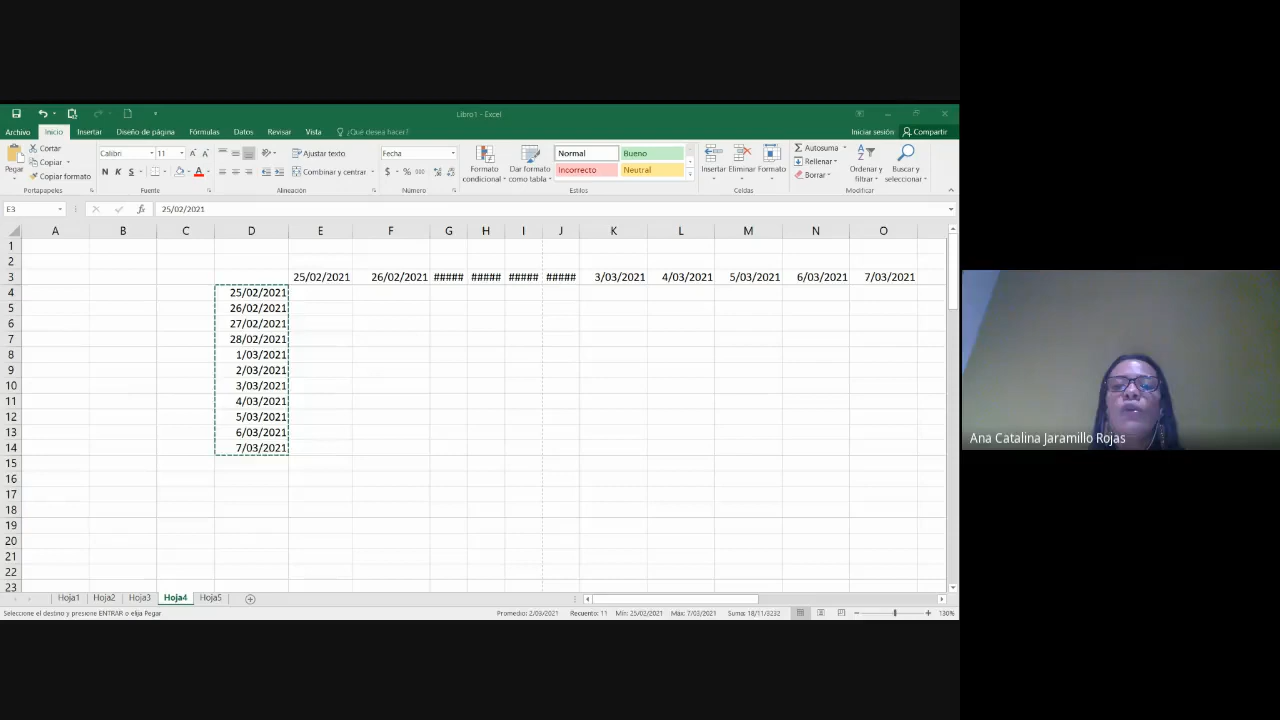 Libro1 - Excel
Archivo Inicio Insertar Diseño de página Fórmulas Datos Revisar Vista ¿Qué desea hacer? Iniciar sesión Compartir
Pegar Cortar Copiar Copiar formato
Calibri 11
N K S
Ajustar texto
Combinar y centrar
Fecha
$ % 000
Formato condicional Dar formato como tabla
Normal Bueno
Incorrecto Neutral
Insertar Eliminar Formato
Autosuma
Rellenar
Borrar
Ordenar y filtrar Buscar y seleccionar
Portapapeles Fuente Alineación Número Estilos Celdas Modificar
E3 fx 25/02/2021
A B C D E F G H I J K L M N O
1
2
3 25/02/2021 26/02/2021 ##### ##### ##### ##### 3/03/2021 4/03/2021 5/03/2021 6/03/2021 7/03/2021
4 25/02/2021
5 26/02/2021
6 27/02/2021
7 28/02/2021
8 1/03/2021
9 2/03/2021
10 3/03/2021
11 4/03/2021
12 5/03/2021
13 6/03/2021
14 7/03/2021
15
16
17
18
19
20
21
22
23
Hoja1 Hoja2 Hoja3 Hoja4 Hoja5
Seleccione el destino y presione ENTRAR o elija Pegar Promedio: 2/03/2021 Recuento: 11 Mín: 25/02/2021 Máx: 7/03/2021 Suma: 18/11/3232 130%
Ana Catalina Jaramillo Rojas